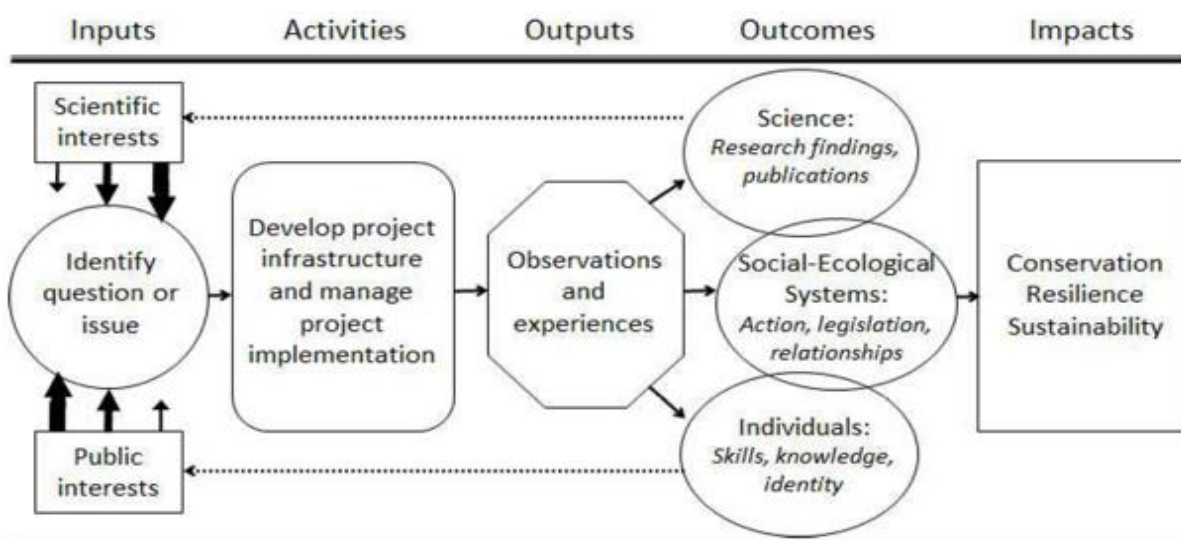 Inputs
Activities
Outputs
Outcomes
Impacts
Scientific
interests
Identify
question or
issue
Public
interests
Develop project
infrastructure
and manage
project
implementation
Observations
and
experiences
Science:
Research findings,
publications
Social-Ecological
Systems:
Action, legislation,
relationships
Individuals:
Skills, knowledge,
identity
Conservation
Resilience
Sustainability